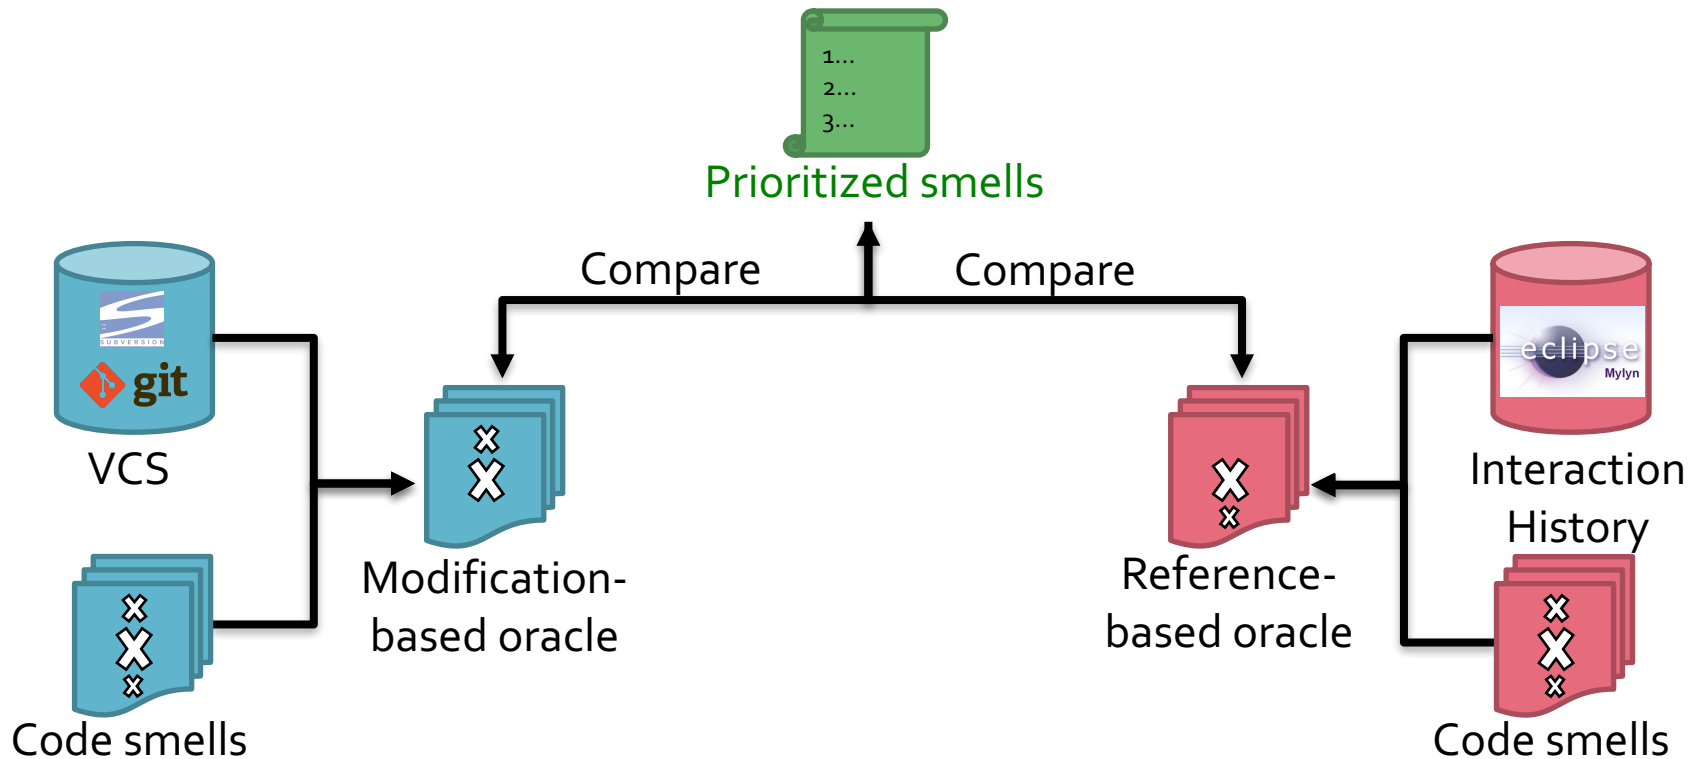 1...
2...
3...
Prioritized smells
Compare
Compare
SUBVERSION
git
VCS
Code smells
Modification-
based oracle
Reference-
based oracle
eclipse
Mylyn
Interaction
History
Code smells